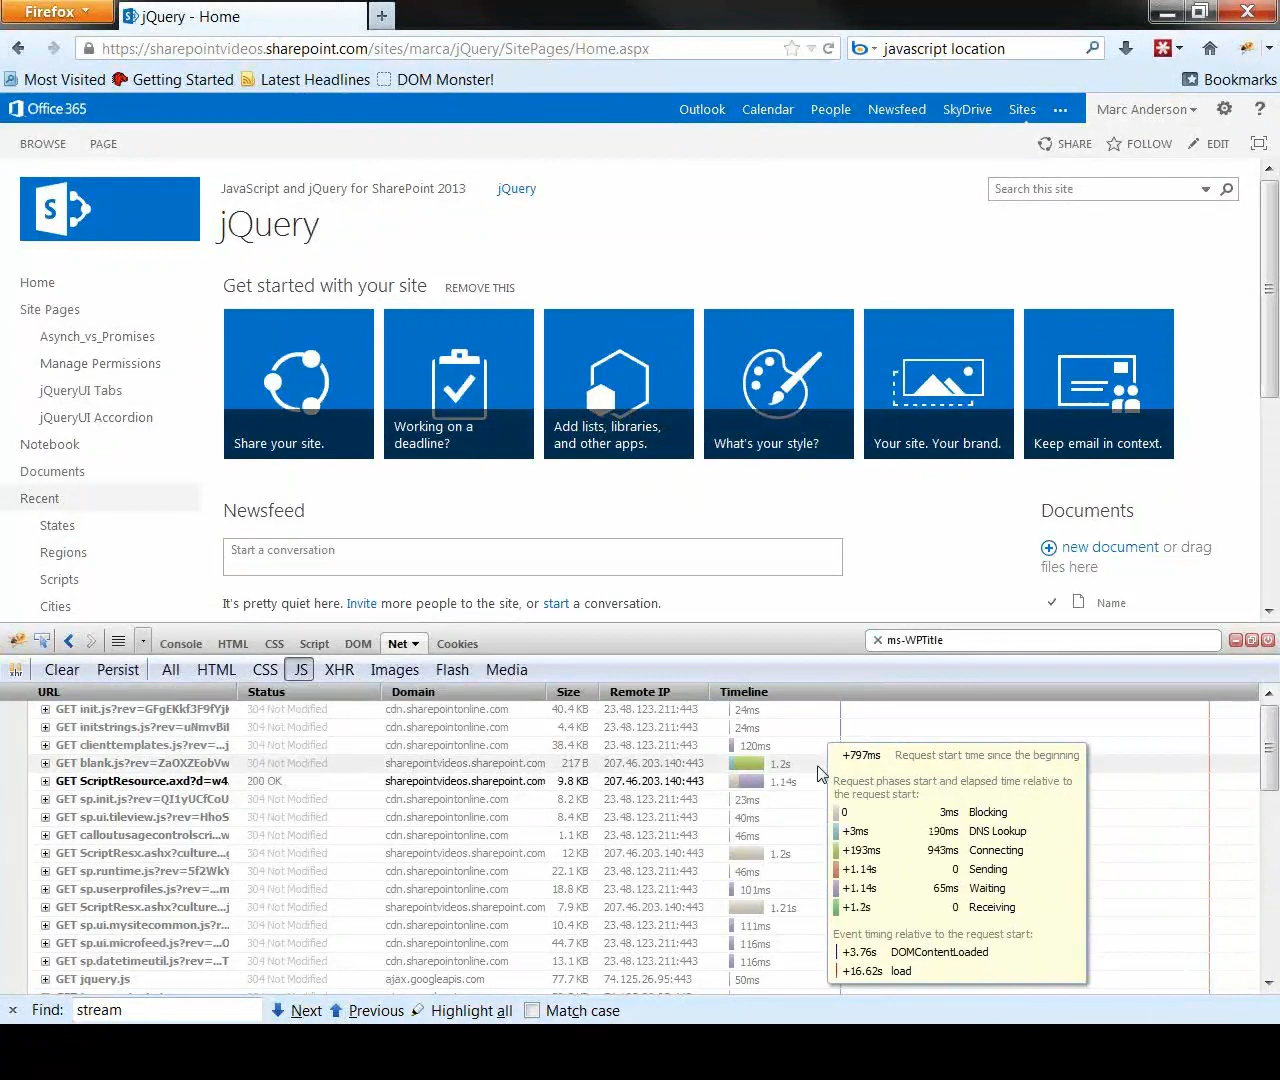 Firefox
jQuery - Home
https://sharepointvideos.sharepoint.com/sites/marca/jQuery/SitePages/Home.aspx
javascript location
Most Visited Getting Started Latest Headlines DOM Monster!
Bookmarks
Office 365
Outlook Calendar People Newsfeed SkyDrive Sites ••• Marc Anderson ?
BROWSE PAGE
SHARE FOLLOW EDIT
S
JavaScript and jQuery for SharePoint 2013 jQuery
Search this site
jQuery
Home
Site Pages
Asynch_vs_Promises
Manage Permissions
jQueryUI Tabs
jQueryUI Accordion
Notebook
Documents
Recent
States
Regions
Scripts
Cities
Get started with your site REMOVE THIS
Share your site.
Working on a
deadline?
Add lists, libraries,
and other apps.
What's your style?
Your site. Your brand.
Keep email in context.
Newsfeed
Start a conversation
It's pretty quiet here. Invite more people to the site, or start a conversation.
Documents
new document or drag
files here
Name
Console HTML CSS Script DOM Net Cookies
ms-WPTitle
Clear Persist All HTML CSS JS XHR Images Flash Media
URL Status Domain Size Remote IP Timeline
GET init.js?rev=GFgEKkf3F9fYjK 304 Not Modified cdn.sharepointonline.com 40.4 KB 23.48.123.211:443 24ms
GET initstrings.js?rev=uNmvBil 304 Not Modified cdn.sharepointonline.com 4.4 KB 23.48.123.211:443 24ms
GET clienttemplates.js?rev=...j 304 Not Modified cdn.sharepointonline.com 38.4 KB 23.48.123.211:443 120ms
GET blank.js?rev=ZaOXZEobVw 304 Not Modified sharepointvideos.sharepoint.com 217 B 207.46.203.140:443 1.2s
GET ScriptResource.axd?d=w4. 200 OK sharepointvideos.sharepoint.com 9.8 KB 207.46.203.140:443 1.14s
GET sp.init.js?rev=QI1yUCfCoU 304 Not Modified cdn.sharepointonline.com 8.2 KB 23.48.123.211:443 23ms
GET sp.ui.tileview.js?rev=HhoS 304 Not Modified cdn.sharepointonline.com 8.4 KB 23.48.123.211:443 40ms
GET calloutusagecontrolscri...w 304 Not Modified cdn.sharepointonline.com 1.1 KB 23.48.123.211:443 46ms
GET ScriptResx.ashx?culture...g 304 Not Modified sharepointvideos.sharepoint.com 12 KB 207.46.203.140:443 1.2s
GET sp.runtime.js?rev=5f2WkY 304 Not Modified cdn.sharepointonline.com 22.1 KB 23.48.123.211:443 46ms
GET sp.userprofiles.js?rev...m 304 Not Modified cdn.sharepointonline.com 18.8 KB 23.48.123.211:443 101ms
GET ScriptResx.ashx?culture...j 304 Not Modified sharepointvideos.sharepoint.com 7.9 KB 207.46.203.140:443 1.21s
GET sp.ui.mysitecommon.js?r... 304 Not Modified cdn.sharepointonline.com 10.4 KB 23.48.123.211:443 111ms
GET sp.ui.microfeed.js?rev=...O 304 Not Modified cdn.sharepointonline.com 44.7 KB 23.48.123.211:443 116ms
GET sp.datetimeutil.js?rev=...T 304 Not Modified cdn.sharepointonline.com 13.1 KB 23.48.123.211:443 116ms
GET jquery.js 304 Not Modified ajax.googleapis.com 77.7 KB 74.125.26.95:443 50ms
+797ms Request start time since the beginning
Request phases start and elapsed time relative to
the request start:
0 3ms Blocking
+3ms 190ms DNS Lookup
+193ms 943ms Connecting
+1.14s 0 Sending
+1.14s 65ms Waiting
+1.2s 0 Receiving
Event timing relative to the request start:
+3.76s DOMContentLoaded
+16.62s load
Find: stream Next Previous Highlight all Match case